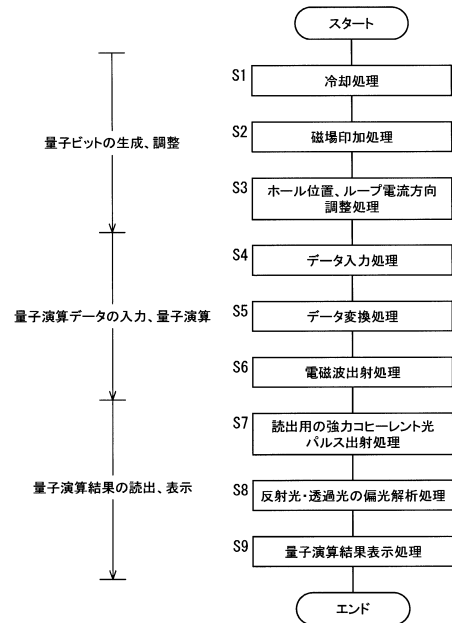 スタート
S1
冷却処理
S2
磁場印加処理
量子ビットの生成、調整
S3
ホール位置、ループ電流方向
調整処理
S4
データ入力処理
S5
データ変換処理
量子演算データの入力、量子演算
S6
電磁波出射処理
S7
読出用の強力コヒーレント光
パルス出射処理
S8
反射光・透過光の偏光解析処理
量子演算結果の読出、表示
S9
量子演算結果表示処理
エンド